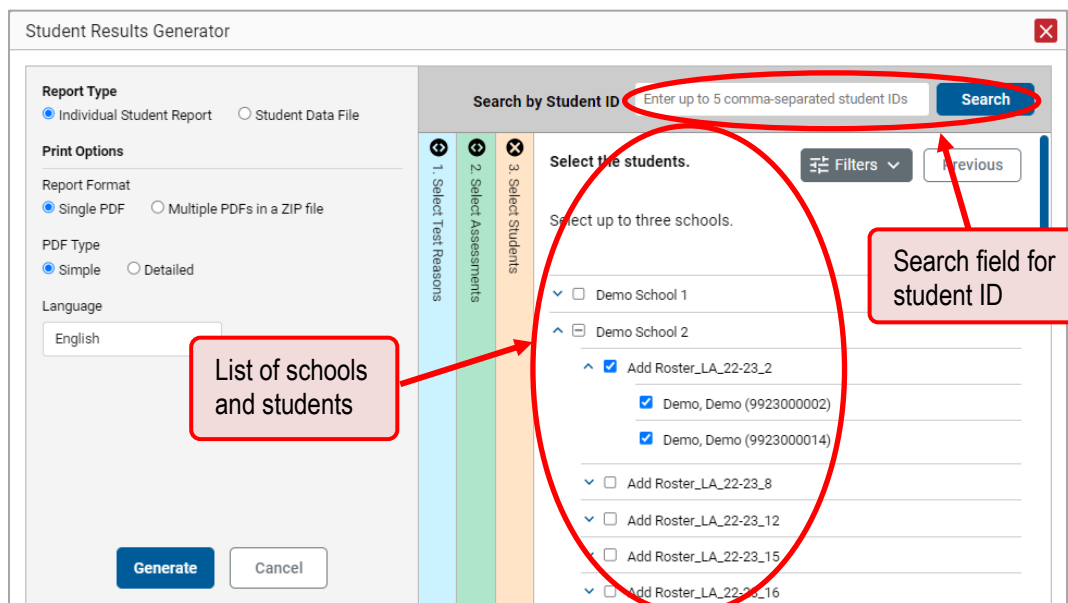 Student Results Generator
Report Type
Individual Student Report Student Data File
Print Options
Report Format
Single PDF Multiple PDFs in a ZIP file
PDF Type
Simple Detailed
Language
English
Generate Cancel
List of schools
and students
Search by Student ID Enter up to 5 comma-separated student IDs Search
1. Select Test Reasons
2. Select Assessments
3. Select Students
Select the students. Filters Previous
Select up to three schools.
Search field for
student ID
Demo School 1
Demo School 2
Add Roster_LA_22-23_2
Demo, Demo (9923000002)
Demo, Demo (9923000014)
Add Roster_LA_22-23_8
Add Roster_LA_22-23_12
Add Roster_LA_22-23_15
Add Roster_LA_22-23_16